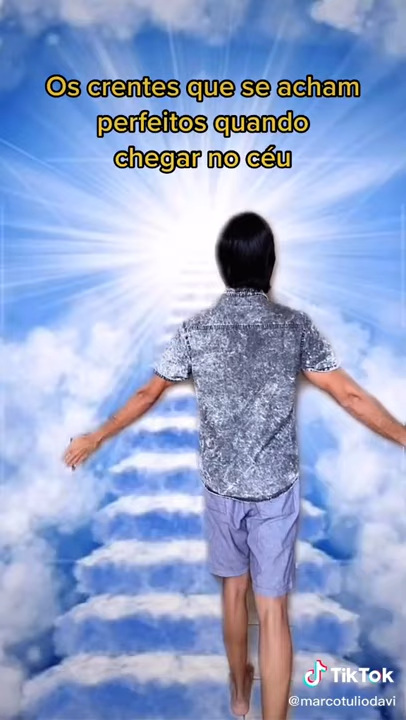 Os crentes que se acham
perfeitos quando
chegar no céu
TikTok
@marcotuliodavi